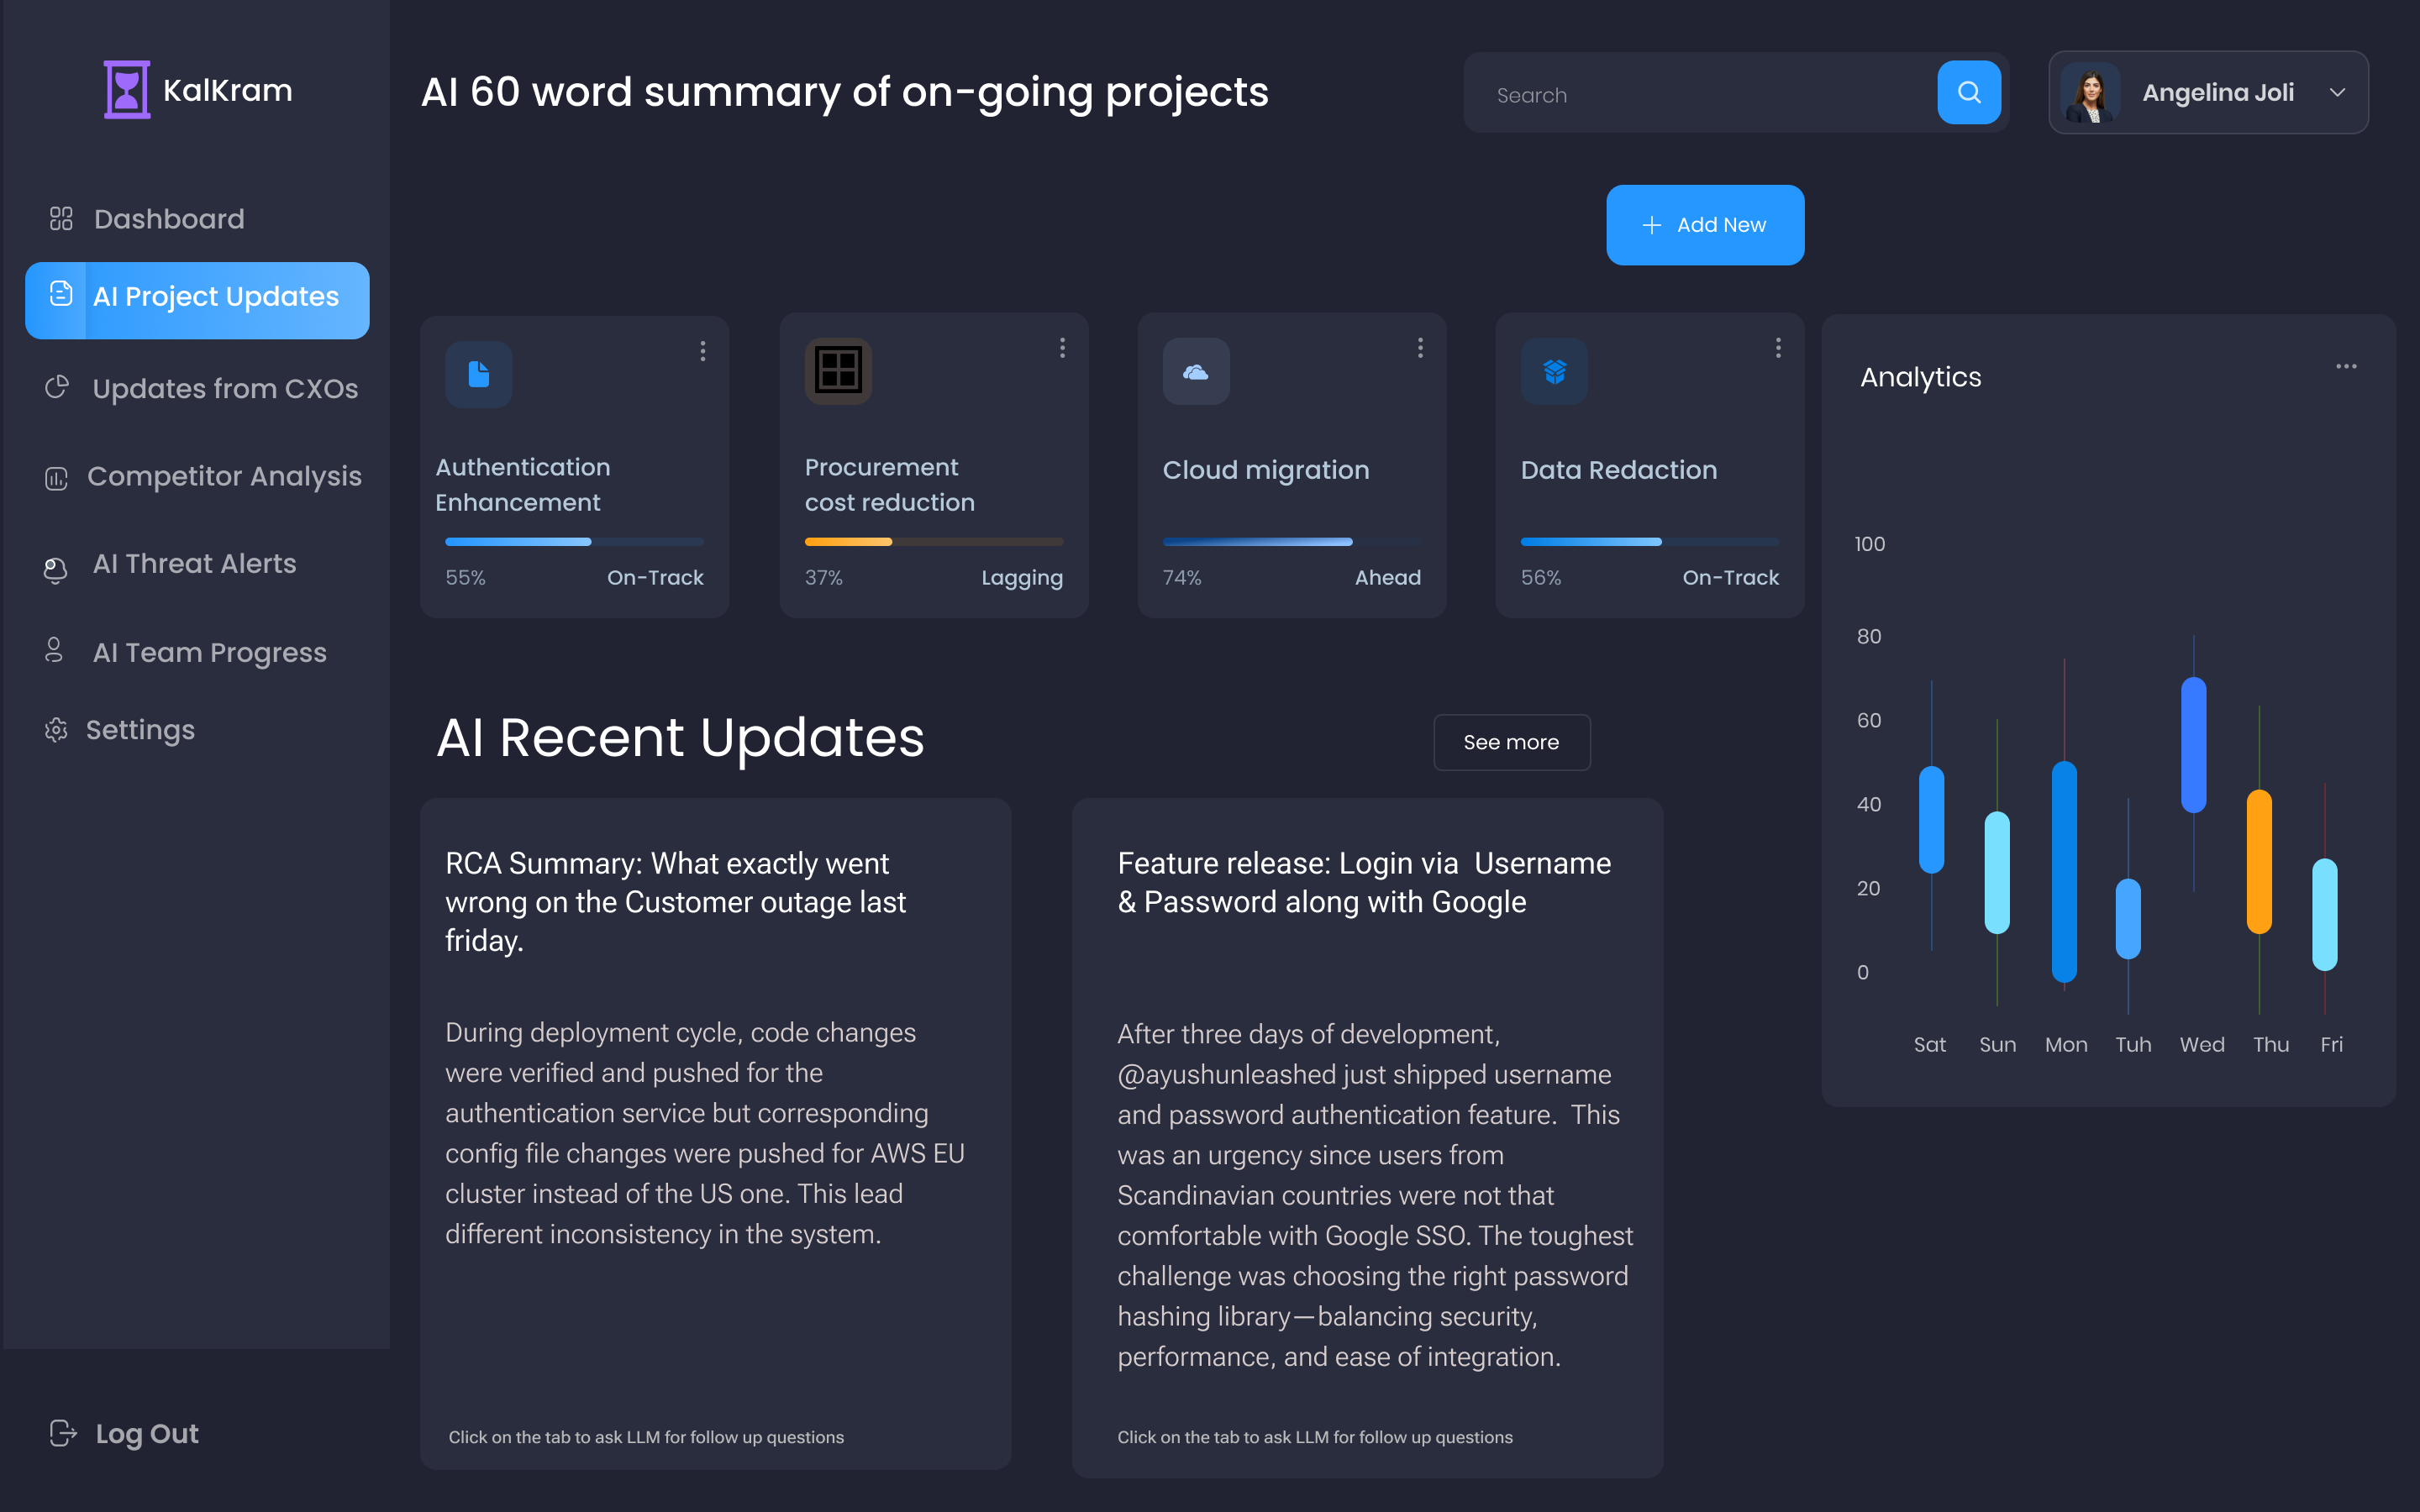 KalKram
AI 60 word summary of on-going projects
Search
Angelina Joli
Dashboard
AI Project Updates
Updates from CXOs
Competitor Analysis
AI Threat Alerts
AI Team Progress
Settings
Log Out
Add New
Authentication
Enhancement
55%
On-Track
Procurement
cost reduction
37%
Lagging
Cloud migration
74%
Ahead
Data Redaction
56%
On-Track
Analytics
100
80
60
40
20
0
Sat Sun Mon Tuh Wed Thu Fri
AI Recent Updates
See more
RCA Summary: What exactly went
wrong on the Customer outage last
friday.
During deployment cycle, code changes
were verified and pushed for the
authentication service but corresponding
config file changes were pushed for AWS EU
cluster instead of the US one. This lead
different inconsistency in the system.
Click on the tab to ask LLM for follow up questions
Feature release: Login via  Username
& Password along with Google
After three days of development,
@ayushunleashed just shipped username
and password authentication feature.  This
was an urgency since users from
Scandinavian countries were not that
comfortable with Google SSO. The toughest
challenge was choosing the right password
hashing library—balancing security,
performance, and ease of integration.
Click on the tab to ask LLM for follow up questions